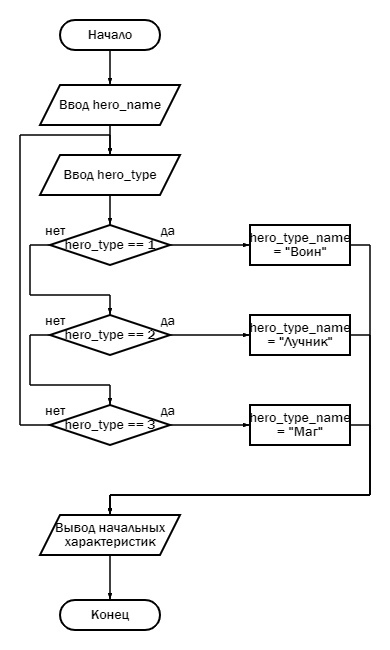 Начало
Ввод hero_name
Ввод hero_type
нет
да
hero_type == 1
hero_type_name
= "Воин"
нет
да
hero_type == 2
hero_type_name
= "Лучник"
нет
да
hero_type == 3
hero_type_name
= "Маг"
Вывод начальных
характеристик
Конец